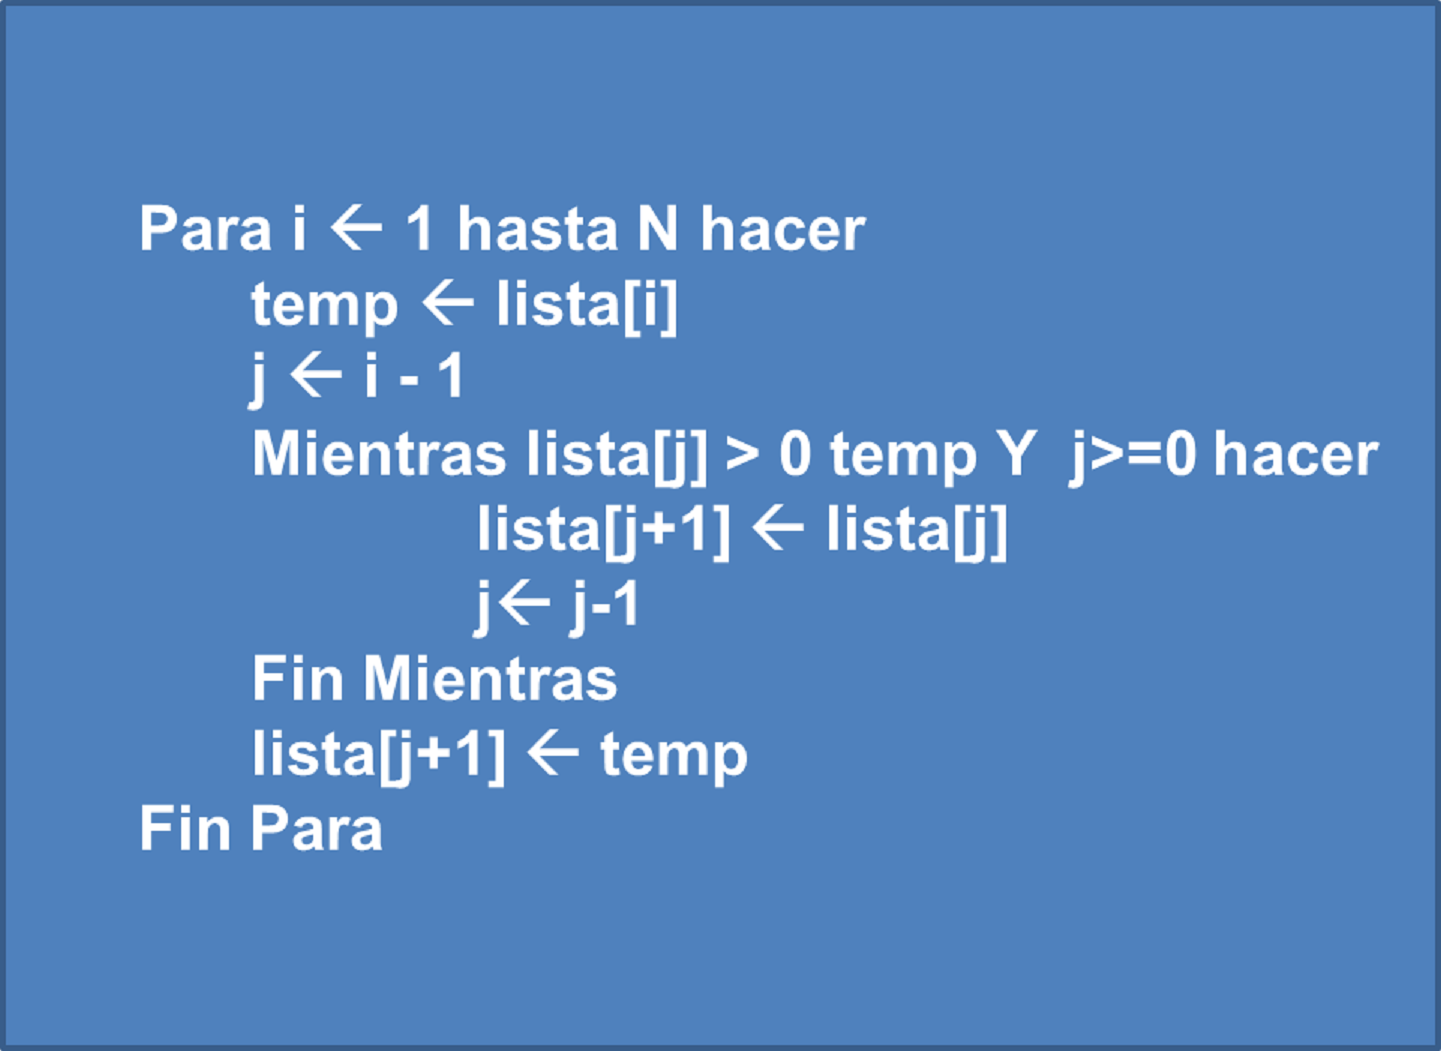 Para i ← 1 hasta N hacer
temp ← lista[i]
j ← i - 1
Mientras lista[j] > 0 temp Y j>=0 hacer
lista[j+1] ← lista[j]
j← j-1
Fin Mientras
lista[j+1] ← temp
Fin Para